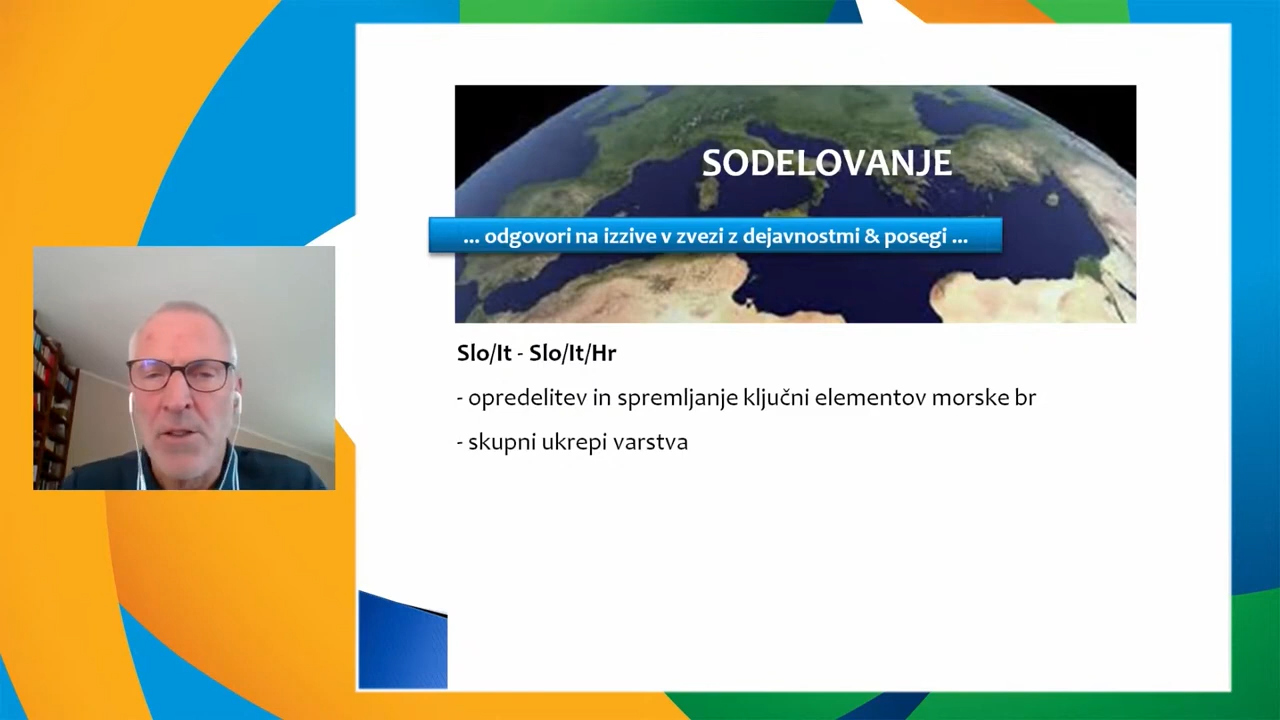 SODELOVANJE
... odgovori na izzive v zvezi z dejavnostmi & posegi ...
Slo/It - Slo/It/Hr
- opredelitev in spremljanje ključni elementov morske br
- skupni ukrepi varstva